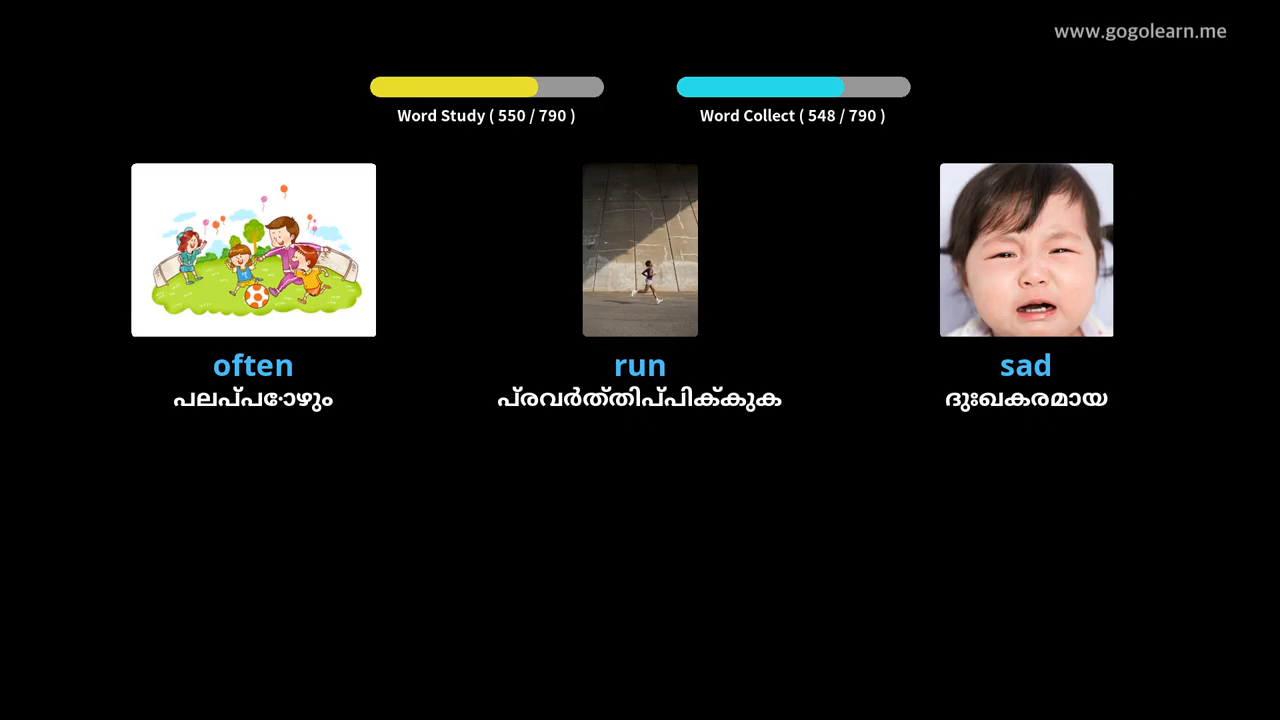 www.gogolearn.me
Word Study ( 550 / 790 )
Word Collect ( 548 / 790 )
often
run
sad
പലപ്പോഴും
പ്രവർത്തിപ്പിക്കുക
ദുഃഖകരമായ